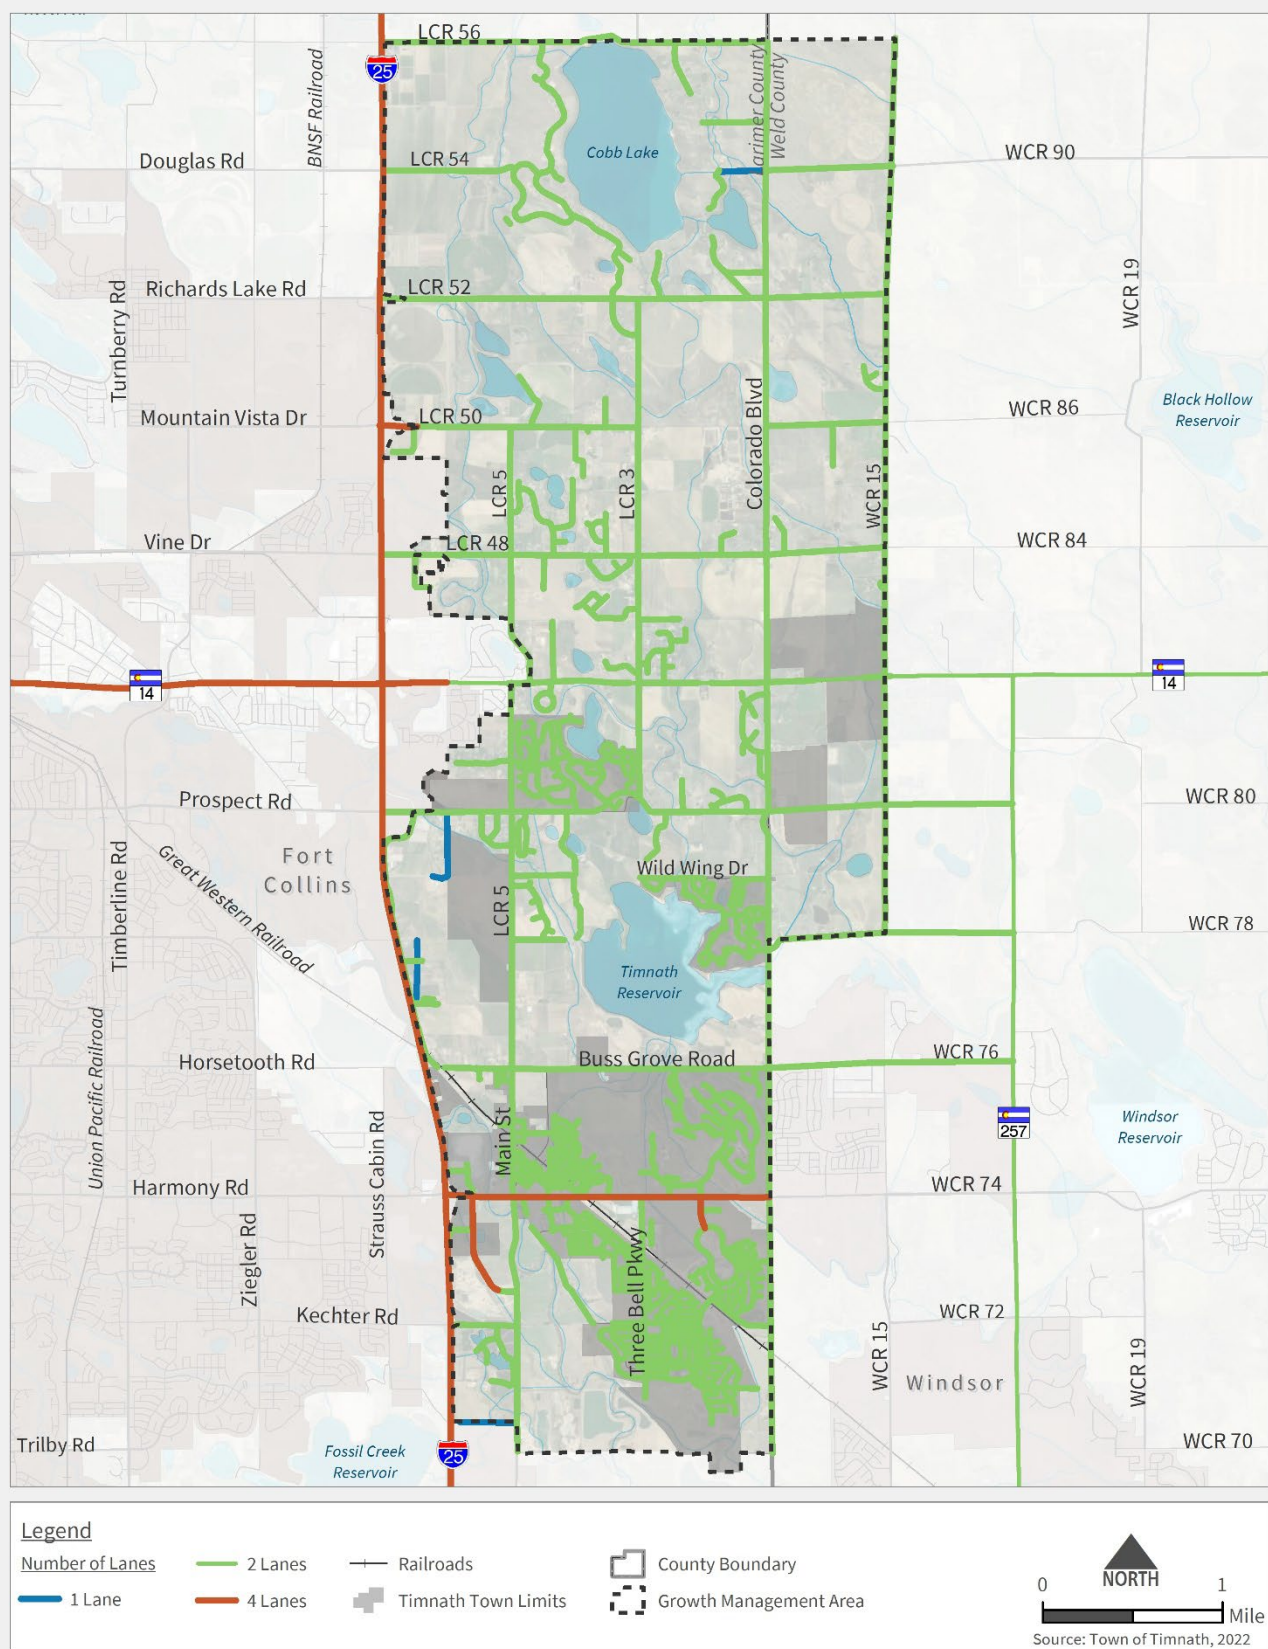 LCR 56
25
BNSF Railroad
Larimer County
Weld County
Cobb Lake
Douglas Rd
LCR 54
WCR 90
Richards Lake Rd
LCR 52
Turnberry Rd
WCR 19
Mountain Vista Dr
LCR 50
Colorado Blvd
WCR 86
Black Hollow
Reservoir
LCR 5
LCR 3
WCR 15
Vine Dr
LCR 48
WCR 84
14
14
Prospect Rd
WCR 80
Fort
Collins
Great Western Railroad
Timberline Rd
Wild Wing Dr
LCR 5
WCR 78
Timnath
Reservoir
Union Pacific Railroad
Horsetooth Rd
Buss Grove Road
WCR 76
257
Windsor
Reservoir
Main St
Strauss Cabin Rd
Harmony Rd
WCR 74
Ziegler Rd
Three Bell Pkwy
Kechter Rd
WCR 72
WCR 15
WCR 19
Windsor
Trilby Rd
Fossil Creek
Reservoir
25
WCR 70
Legend
Number of Lanes
1 Lane
2 Lanes
4 Lanes
Railroads
Timnath Town Limits
County Boundary
Growth Management Area
NORTH
0 1
Mile
Source: Town of Timnath, 2022